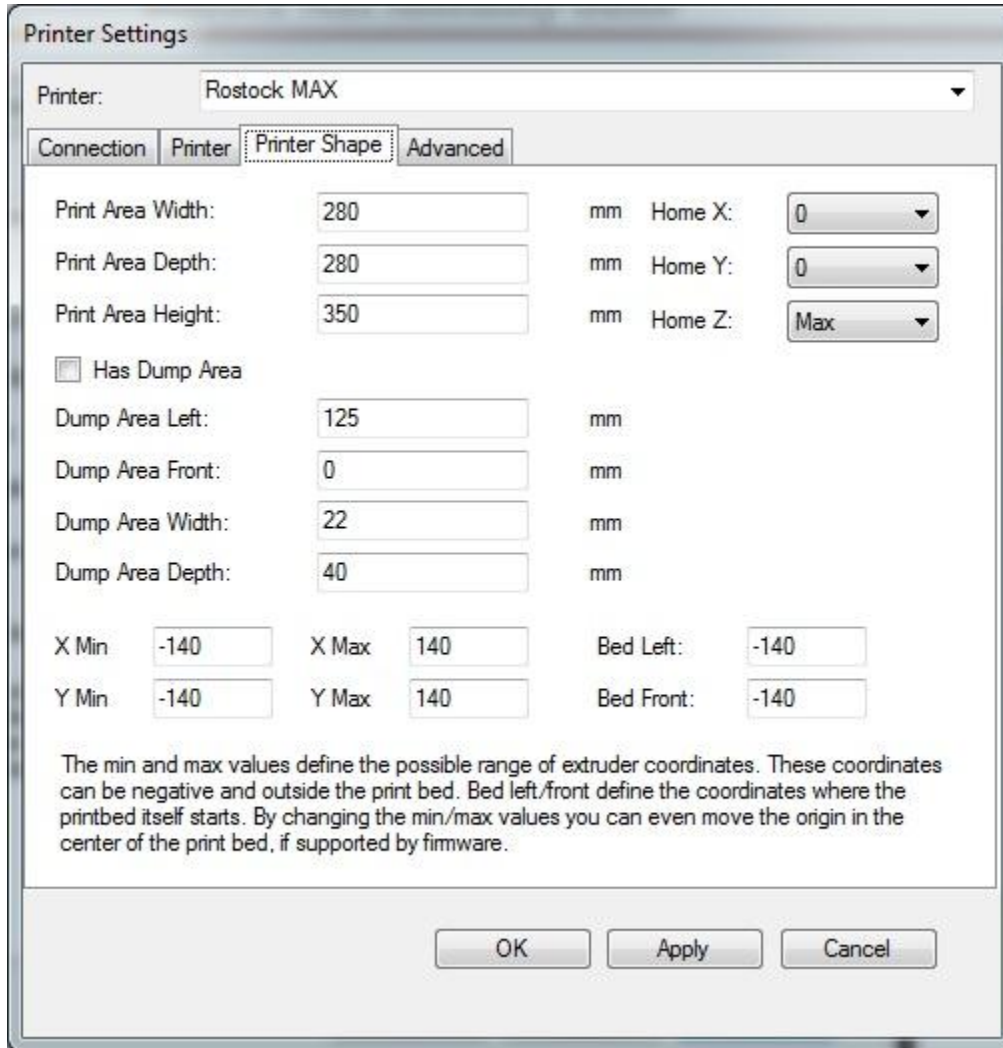 Printer Settings
Printer: Rostock MAX
Connection Printer Printer Shape Advanced
Print Area Width: 280 mm Home X: 0
Print Area Depth: 280 mm Home Y: 0
Print Area Height: 350 mm Home Z: Max
Has Dump Area
Dump Area Left: 125 mm
Dump Area Front: 0 mm
Dump Area Width: 22 mm
Dump Area Depth: 40 mm
X Min -140 X Max 140 Bed Left: -140
Y Min -140 Y Max 140 Bed Front: -140
The min and max values define the possible range of extruder coordinates. These coordinates
can be negative and outside the print bed. Bed left/front define the coordinates where the
printbed itself starts. By changing the min/max values you can even move the origin in the
center of the print bed, if supported by firmware.
OK Apply Cancel